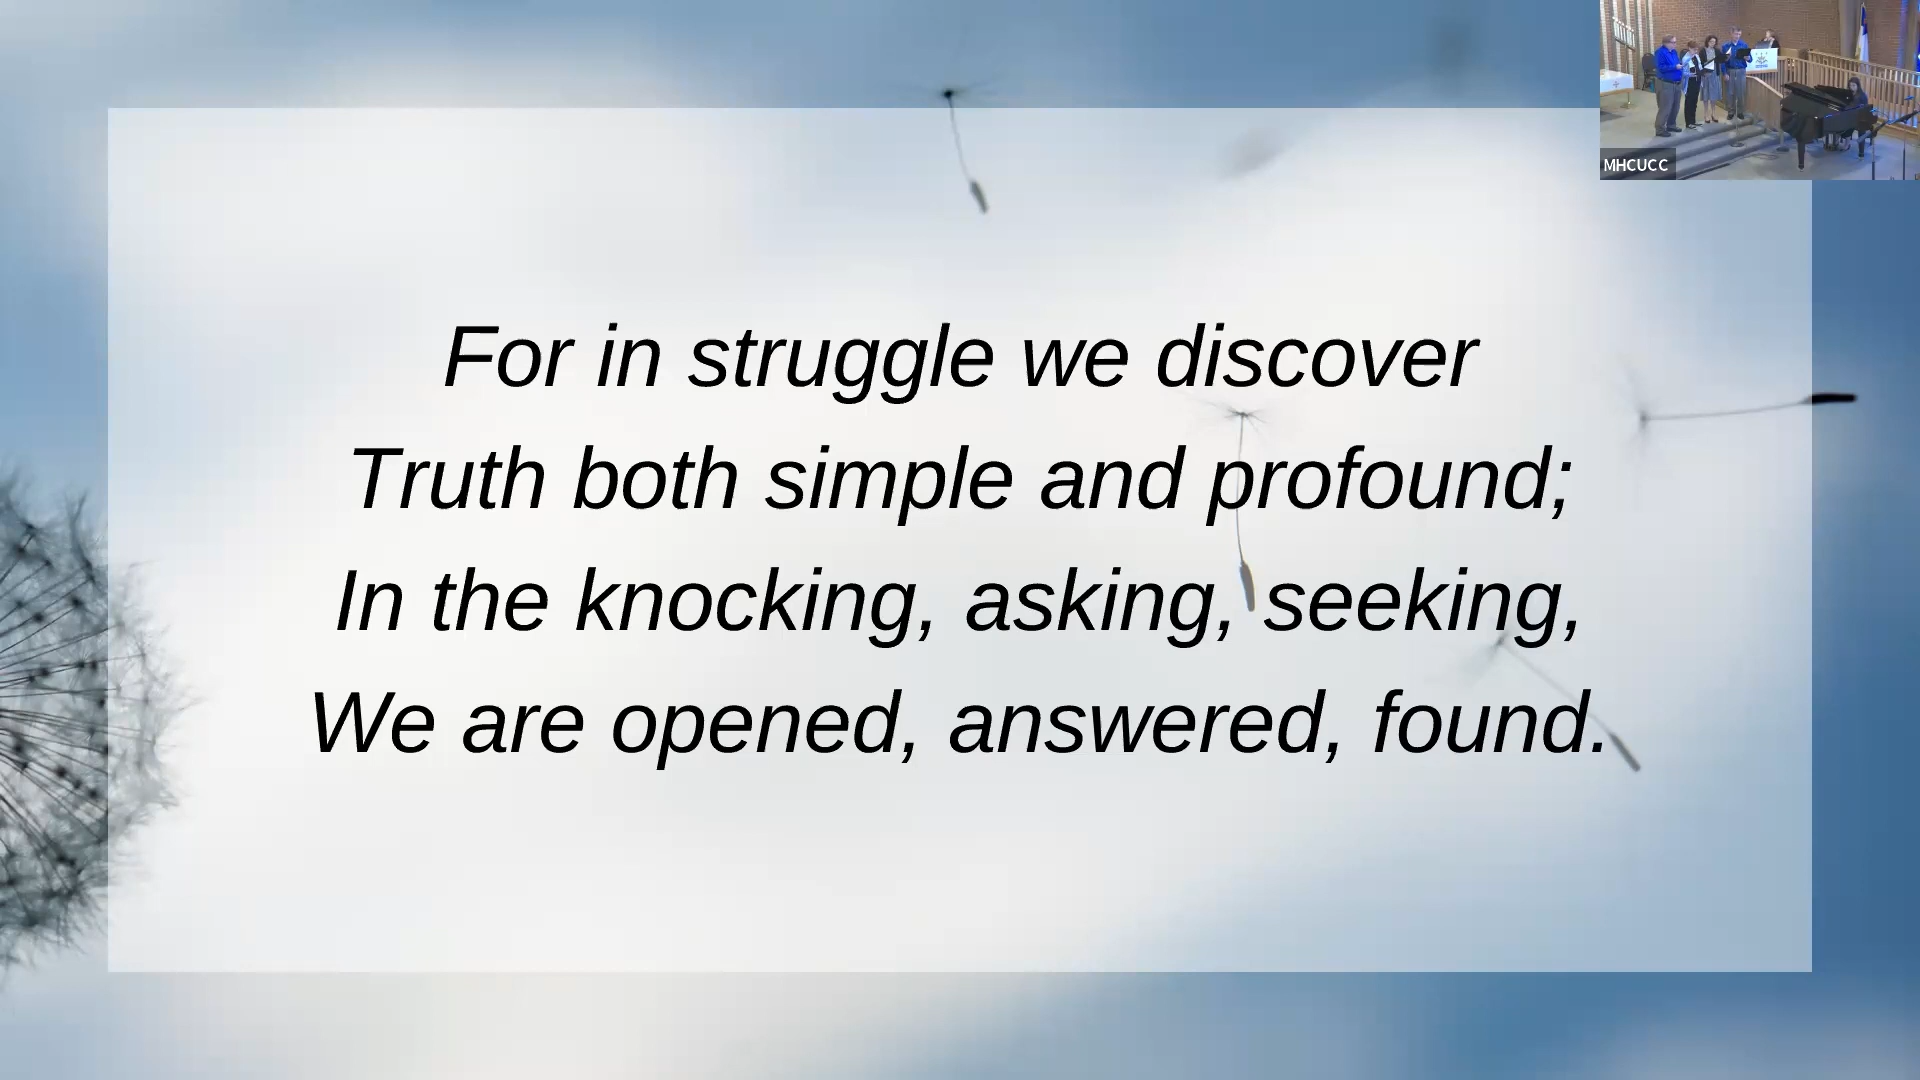 MHCUCC
For in struggle we discover
Truth both simple and profound;
In the knocking, asking, seeking,
We are opened, answered, found.